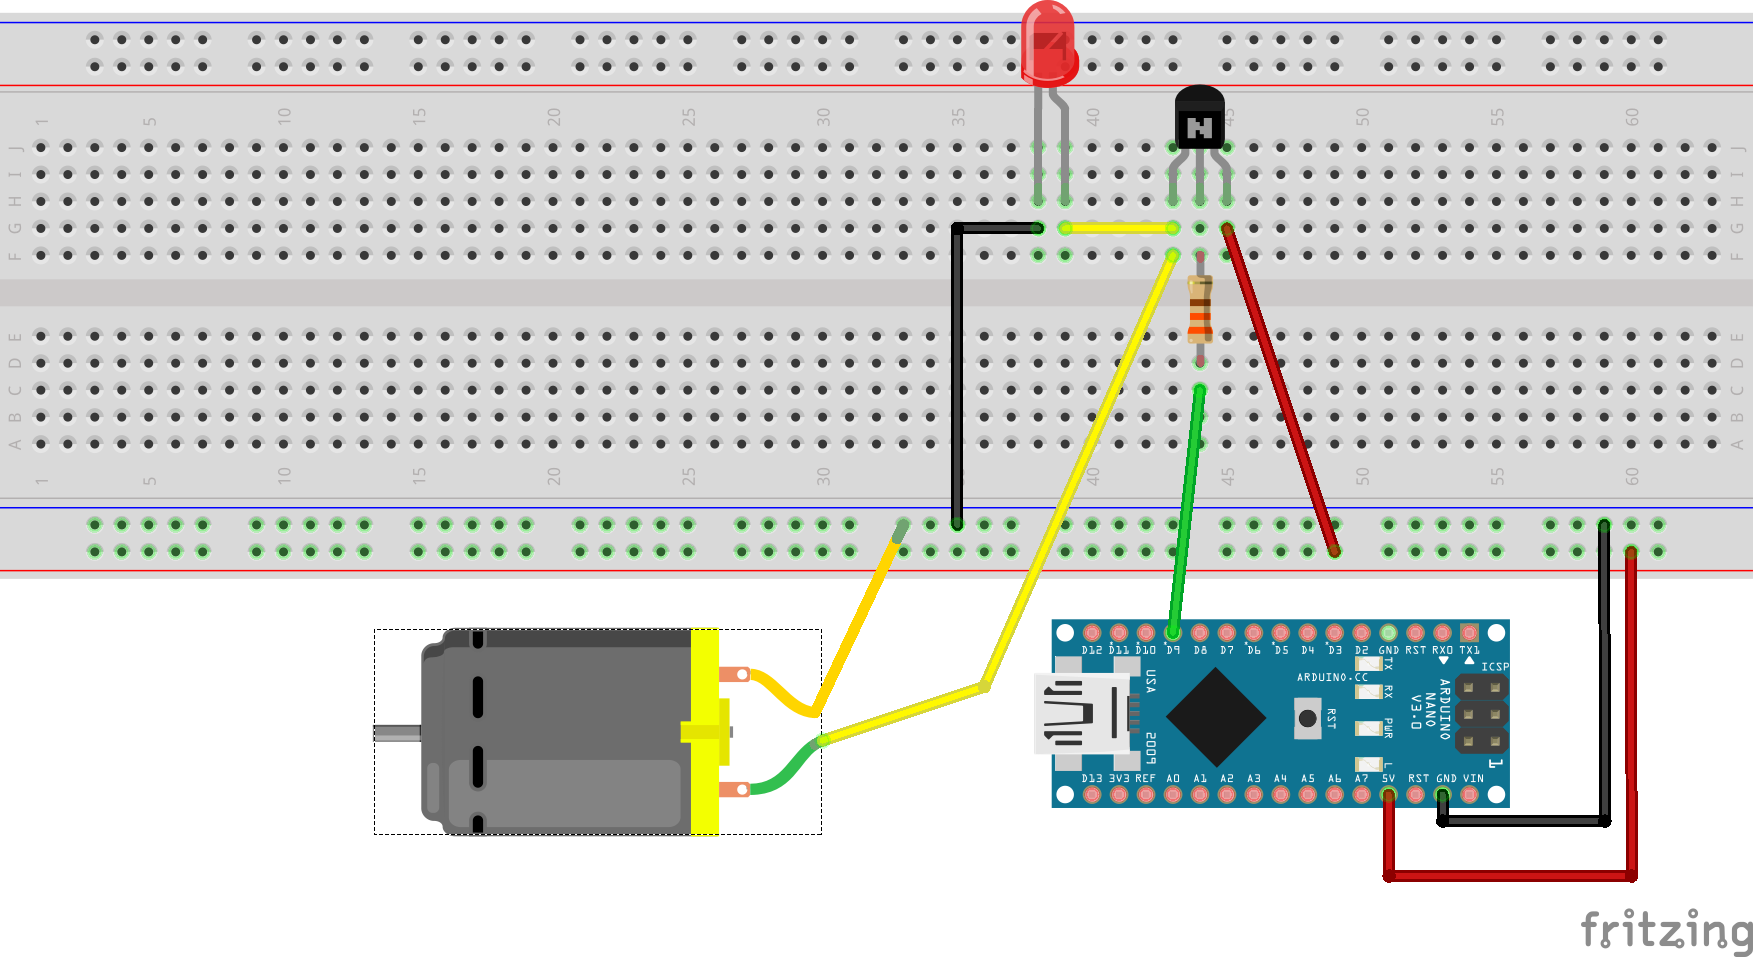 1 5 10 15 20 25 30 35 40 45 50 55 60
J J
I I
H H
G G
F F
E E
D D
C C
B B
A A
1 5 10 15 20 25 30 40 45 50 55 60
N
D12 D11 D10 D9 D8 D7 D6 D5 D4 D3 D2 GND RST RX0 TX1
ICSP
TX
RX
PWR
L
ARDUINO.CC
RST
USA
2009
ARDUINO
NANO
V3.0
1
D13 3V3 REF A0 A1 A2 A3 A4 A5 A6 A7 5V RST GND VIN
fritzing